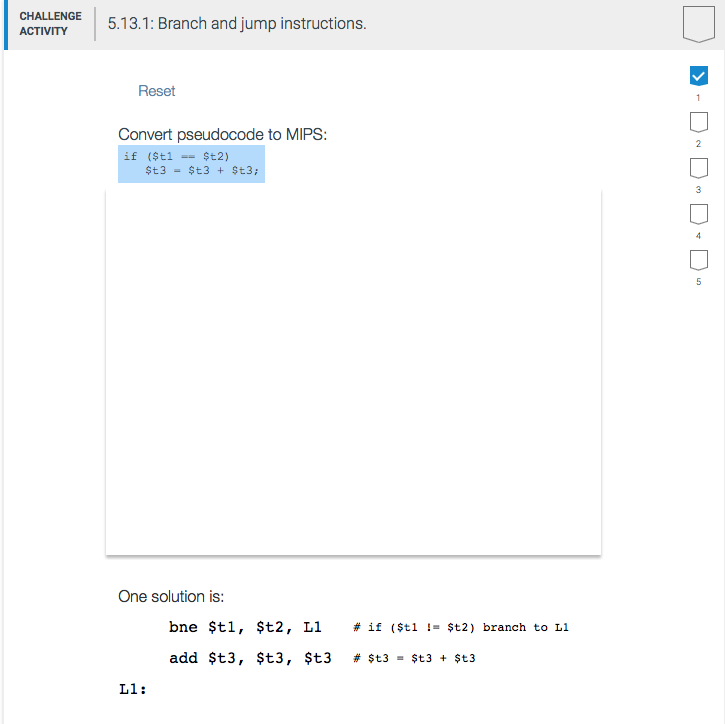 CHALLENGE
ACTIVITY
5.13.1: Branch and jump instructions.
Reset
1
Convert pseudocode to MIPS:
2
if ($t1 == $t2)
$t3 = $t3 + $t3;
3
4
5
One solution is:
bne $t1, $t2, L1 # if ($t1 != $t2) branch to L1
add $t3, $t3, $t3 # $t3 = $t3 + $t3
L1: